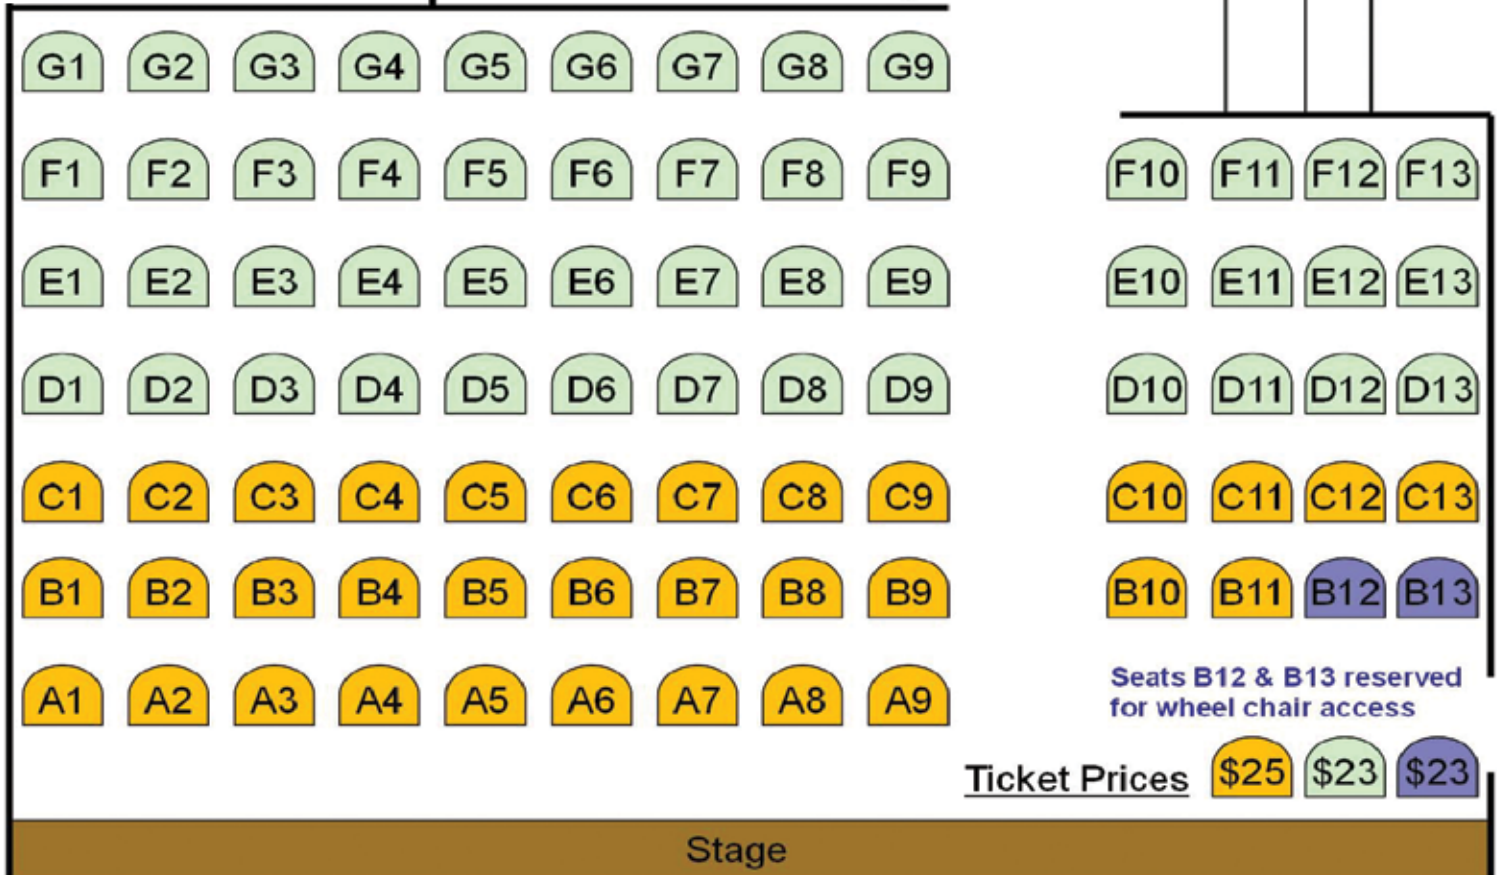 G1 G2 G3 G4 G5 G6 G7 G8 G9
F1 F2 F3 F4 F5 F6 F7 F8 F9 F10 F11 F12 F13
E1 E2 E3 E4 E5 E6 E7 E8 E9 E10 E11 E12 E13
D1 D2 D3 D4 D5 D6 D7 D8 D9 D10 D11 D12 D13
C1 C2 C3 C4 C5 C6 C7 C8 C9 C10 C11 C12 C13
B1 B2 B3 B4 B5 B6 B7 B8 B9 B10 B11 B12 B13
A1 A2 A3 A4 A5 A6 A7 A8 A9
Seats B12 & B13 reserved
for wheel chair access
Ticket Prices $25 $23 $23
Stage